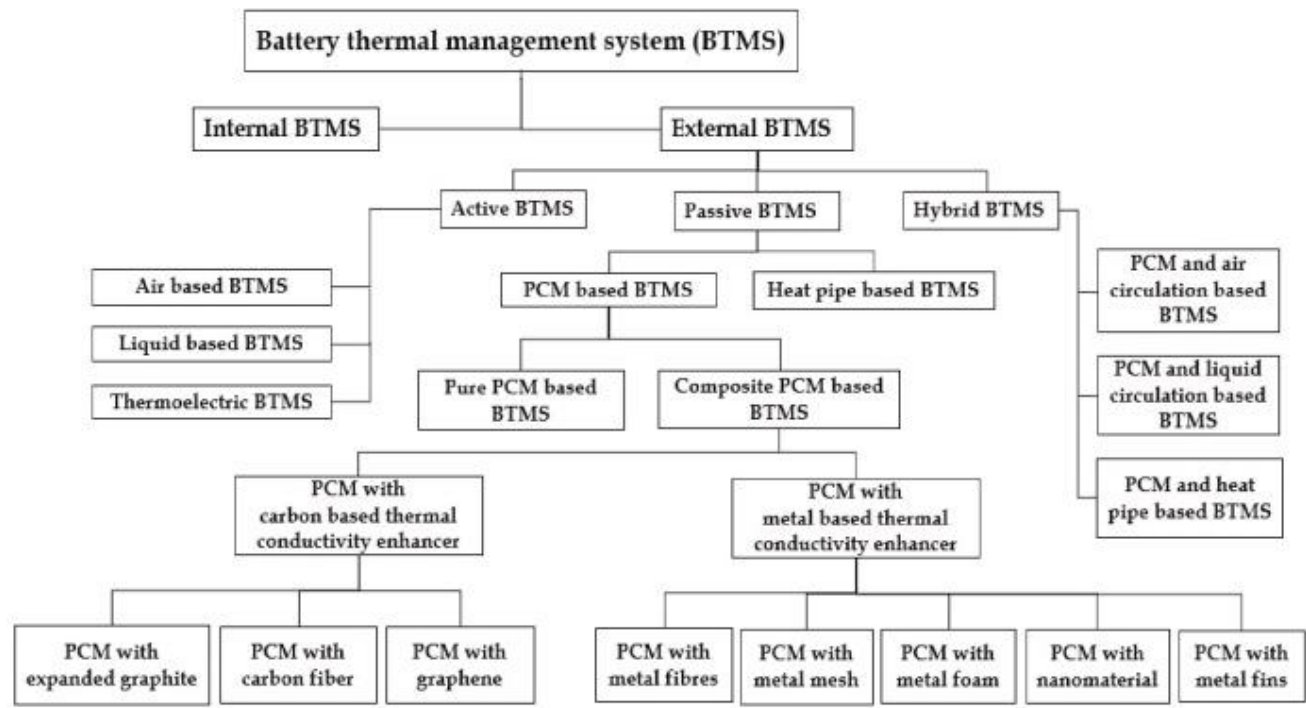 Battery thermal management system (BTMS)
Internal BTMS
External BTMS
Active BTMS
Passive BTMS
Hybrid BTMS
Air based BTMS
Liquid based BTMS
Thermoelectric BTMS
PCM based BTMS
Heat pipe based BTMS
PCM and air
circulation based
BTMS
PCM and liquid
circulation based
BTMS
PCM and heat
pipe based BTMS
Pure PCM based
BTMS
Composite PCM based
BTMS
PCM with
carbon based thermal
conductivity enhancer
PCM with
metal based thermal
conductivity enhancer
PCM with
expanded graphite
PCM with
carbon fiber
PCM with
graphene
PCM with
metal fibres
PCM with
metal mesh
PCM with
metal foam
PCM with
nanomaterial
PCM with
metal fins